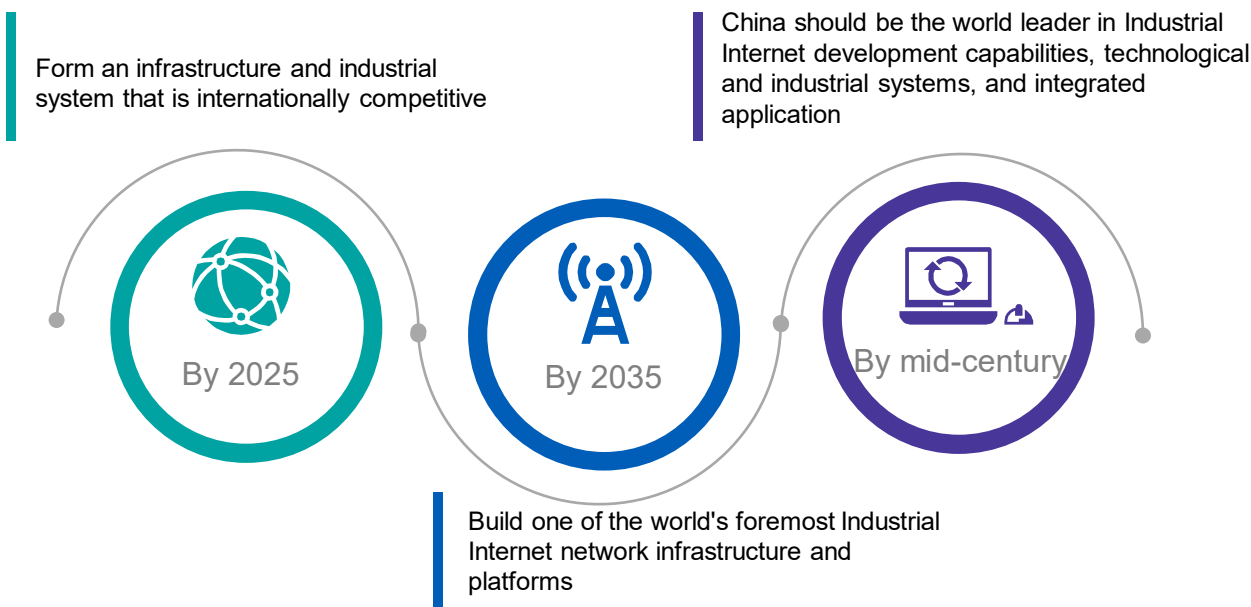 Form an infrastructure and industrial
system that is internationally competitive
China should be the world leader in Industrial
Internet development capabilities, technological
and industrial systems, and integrated
application
By 2025
By 2035
By mid-century
Build one of the world's foremost Industrial
Internet network infrastructure and
platforms